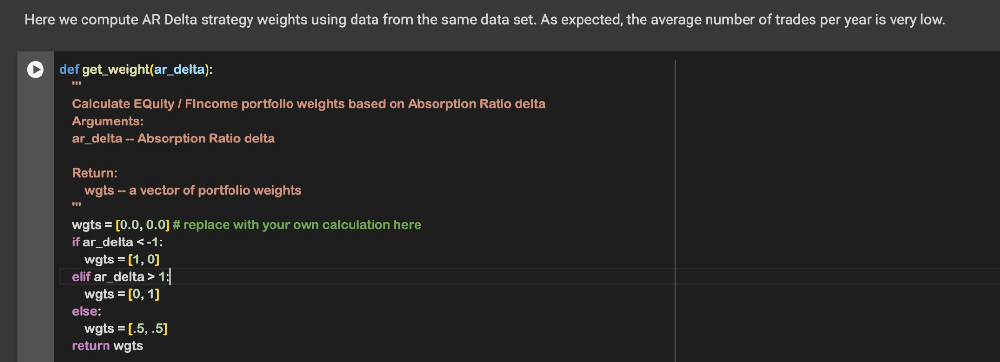 Here we compute AR Delta strategy weights using data from the same data set. As expected, the average number of trades per year is very low.
def get_weight(ar_delta):
'''
Calculate EQuity / FIncome portfolio weights based on Absorption Ratio delta
Arguments:
ar_delta -- Absorption Ratio delta
Return:
wgts -- a vector of portfolio weights
'''
wgts = [0.0, 0.0] # replace with your own calculation here
if ar_delta < -1:
wgts = [1, 0]
elif ar_delta > 1:
wgts = [0, 1]
else:
wgts = [.5, .5]
return wgts